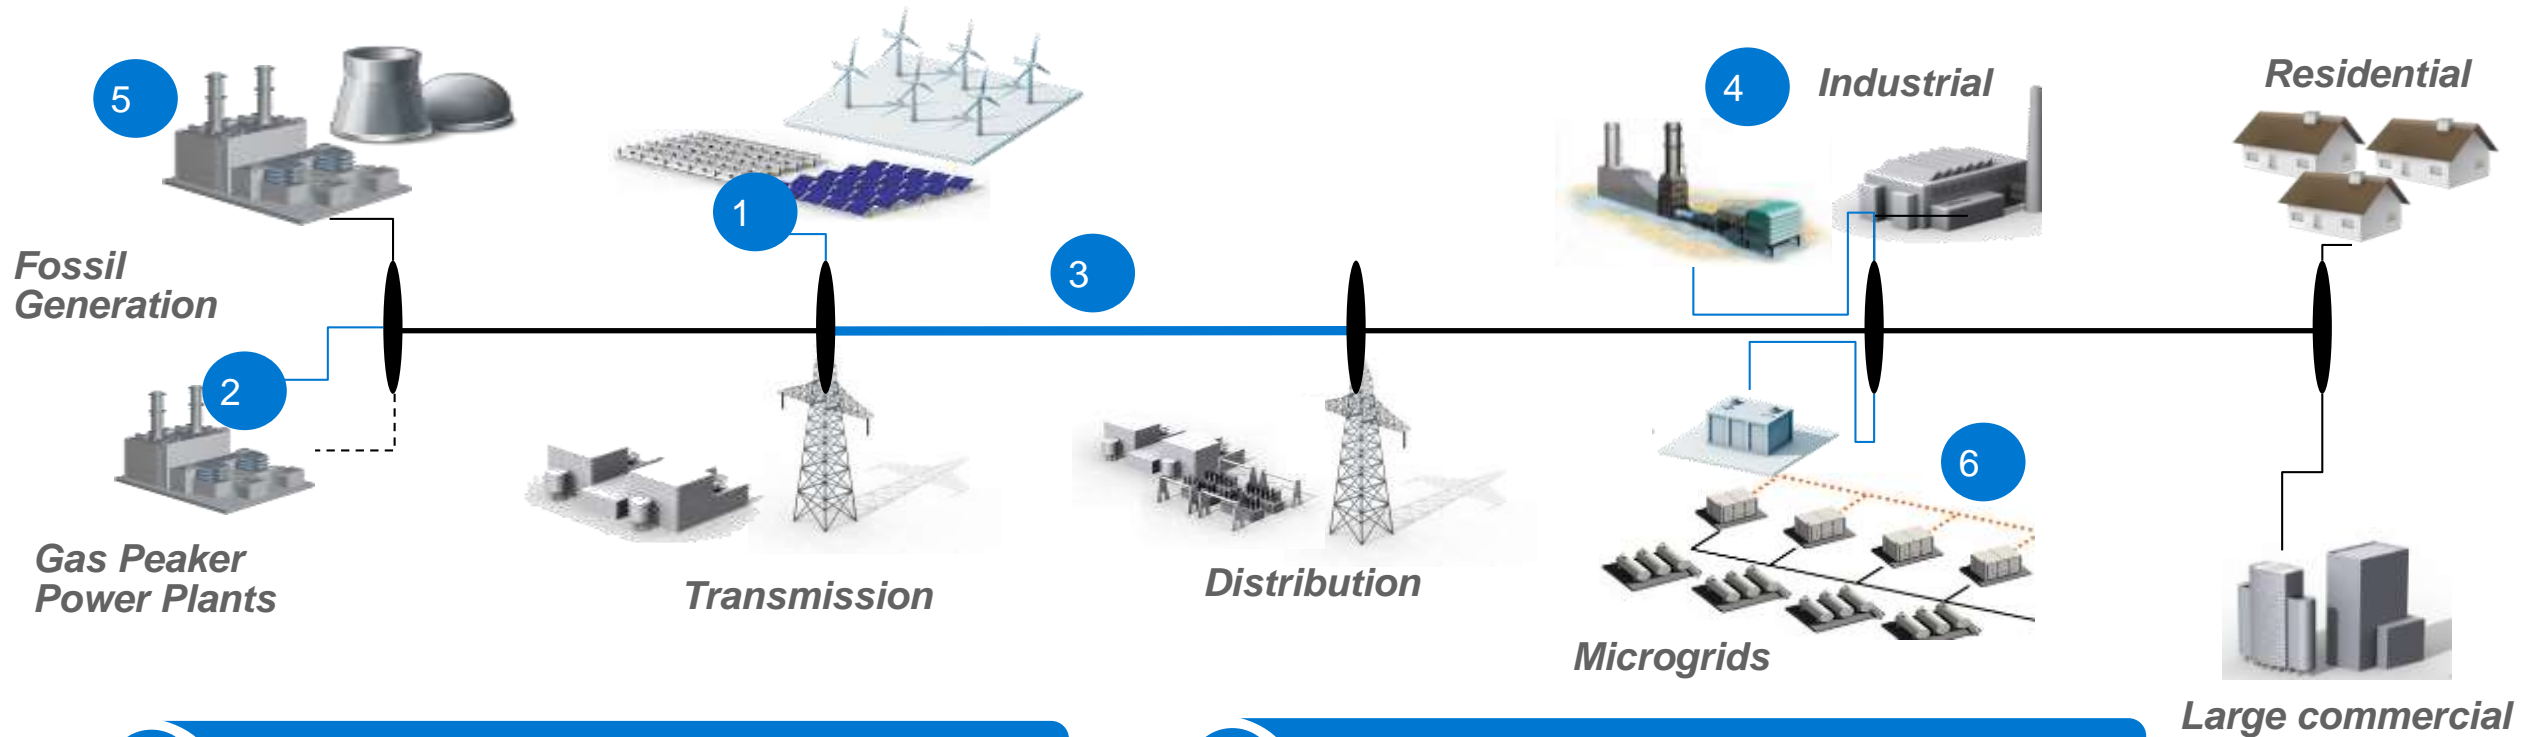 5
4
Industrial
Residential
1
Fossil
Generation
3
2
6
Gas Peaker
Power Plants
Transmission
Distribution
Microgrids
Large commercial